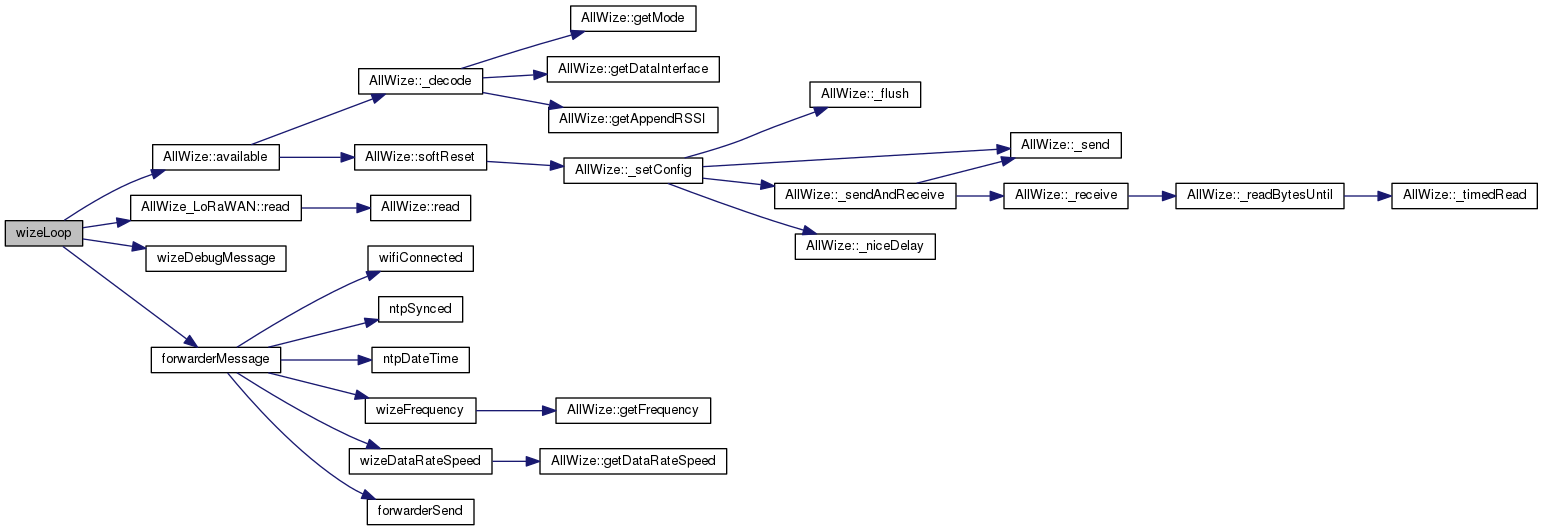 wizeLoop
AllWize::available
AllWize_LoRaWAN::read
wizeDebugMessage
forwarderMessage
AllWize::_decode
AllWize::softReset
AllWize::read
wifiConnected
ntpSynced
ntpDateTime
wizeFrequency
wizeDataRateSpeed
forwarderSend
AllWize::getMode
AllWize::getDataInterface
AllWize::getAppendRSSI
AllWize::_setConfig
AllWize::getFrequency
AllWize::getDataRateSpeed
AllWize::_flush
AllWize::_sendAndReceive
AllWize::_niceDelay
AllWize::_send
AllWize::_receive
AllWize::_readBytesUntil
AllWize::_timedRead